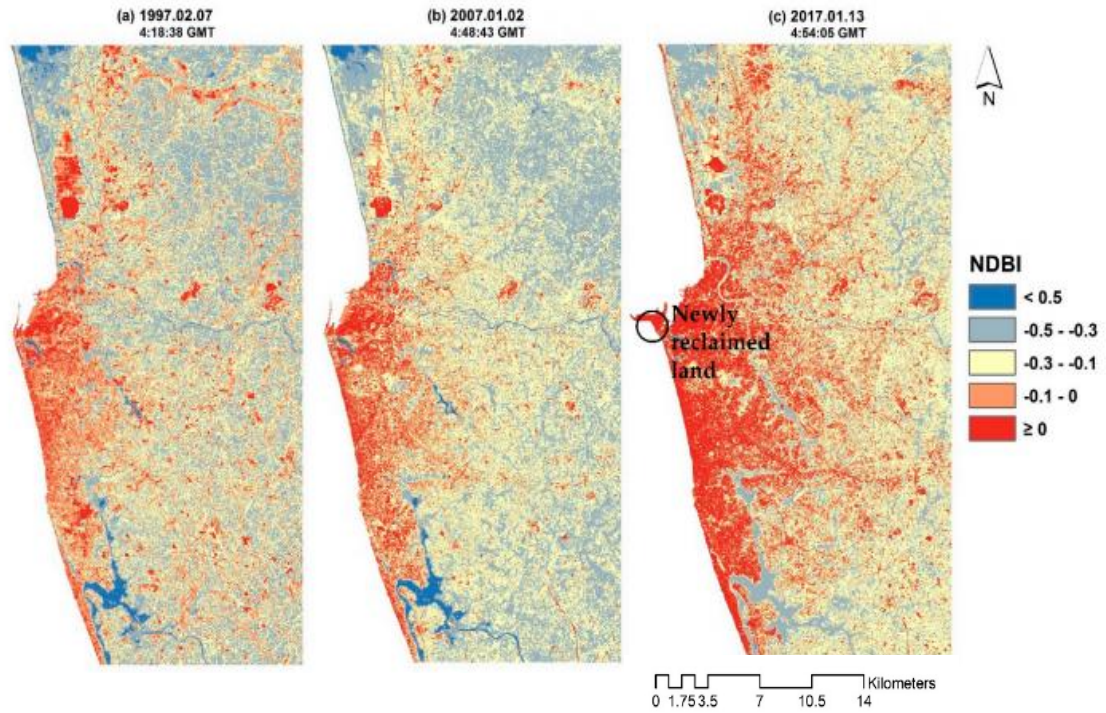 (a) 1997.02.07
4:18:38 GMT
(b) 2007.01.02
4:48:43 GMT
(c) 2017.01.13
4:54:05 GMT
N
Newly
reclaimed
land
NDBI
< 0.5
-0.5 - -0.3
-0.3 - -0.1
-0.1 - 0
≥ 0
Kilometers
0 1.75 3.5 7 10.5 14